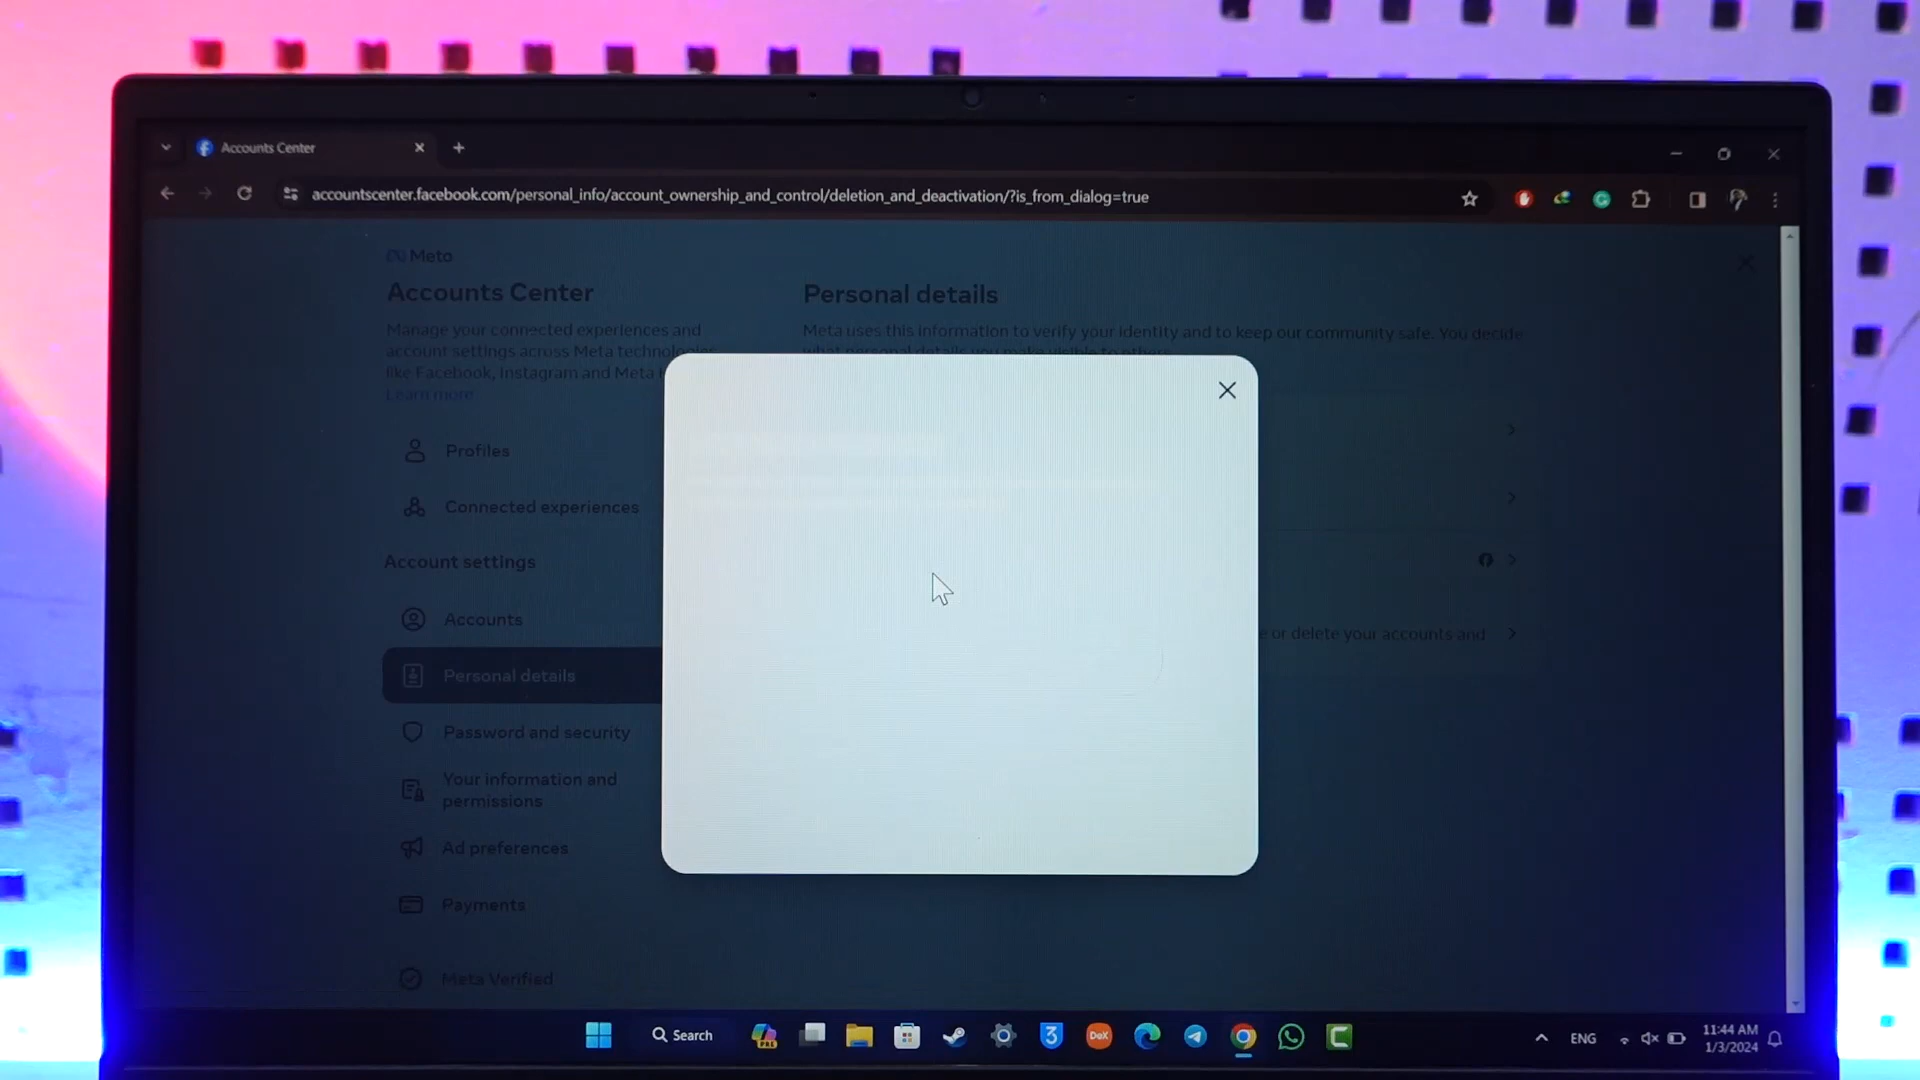 Accounts Center
accountscenter.facebook.com/personal_info/account_ownership_and_control/deletion_and_deactivation/?is_from_dialog=true
Meta
Accounts Center
Manage your connected experiences and
account settings across Meta technologies
like Facebook, Instagram and Meta
Learn more
Profiles
Connected experiences
Account settings
Accounts
Personal details
Password and security
Your information and
permissions
Ad preferences
Payments
Meta Verified
Personal details
Meta uses this information to verify your identity and to keep our community safe. You decide
what personal details you make visible to others.
e or delete your accounts and
Search
PRE
3
DeX
ENG
11:44 AM
1/3/2024